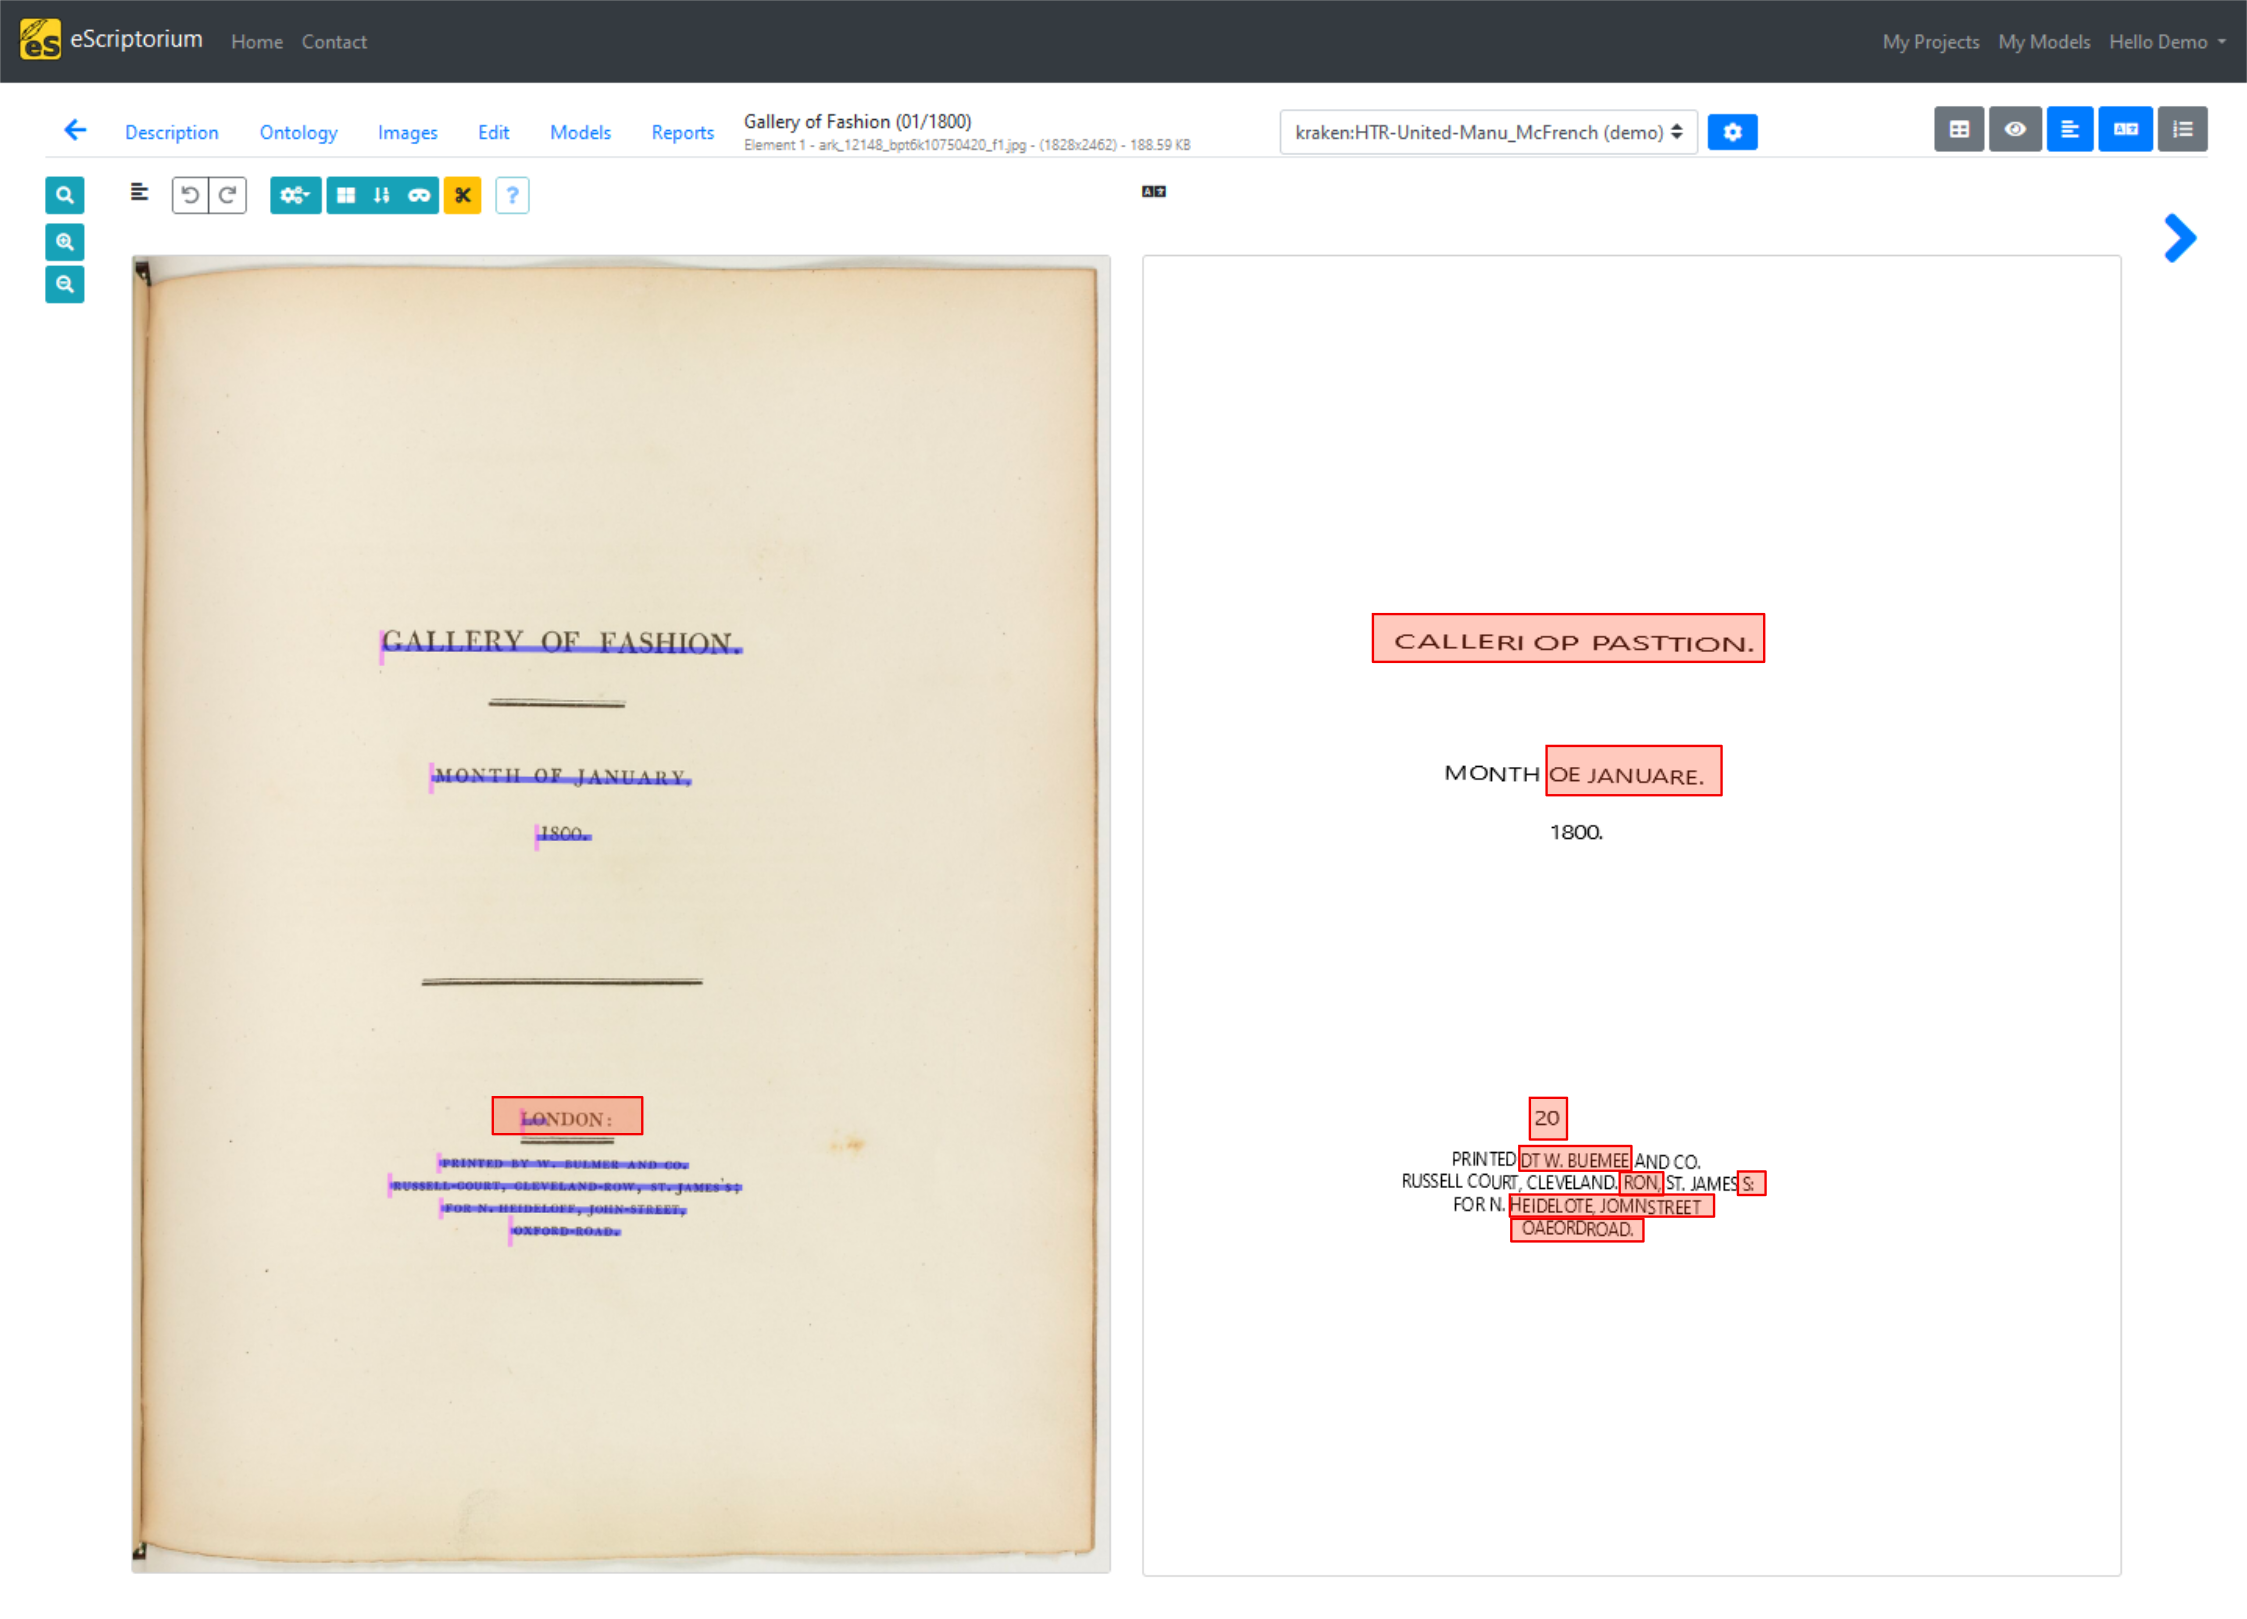 eScriptorium Home Contact My Projects My Models Hello Demo
Description Ontology Images Edit Models Reports
Gallery of Fashion (01/1800)
Element 1 - ark_12148_bpt6k10750420_f1.jpg - (1828x2462) - 188.59 KB
kraken:HTR-United-Manu_McFrench (demo)
GALLERY OF FASHION.
MONTH OF JANUARY,
1800.
LONDON:
PRINTED BY W. BULMER AND CO.
RUSSELL-COURT, CLEVELAND-ROW, ST. JAMES'S;
FOR N. HEIDELOFF, JOHN-STREET,
OXFORD-ROAD.
CALLERI OP PASTTION.
MONTH OE JANUARE.
1800.
20
PRINTED DT W. BUEMEE AND CO.
RUSSELL COURT, CLEVELAND. RON, ST. JAMES S:
FOR N. HEIDELOTE, JOMNSTREET
OAEORDROAD.